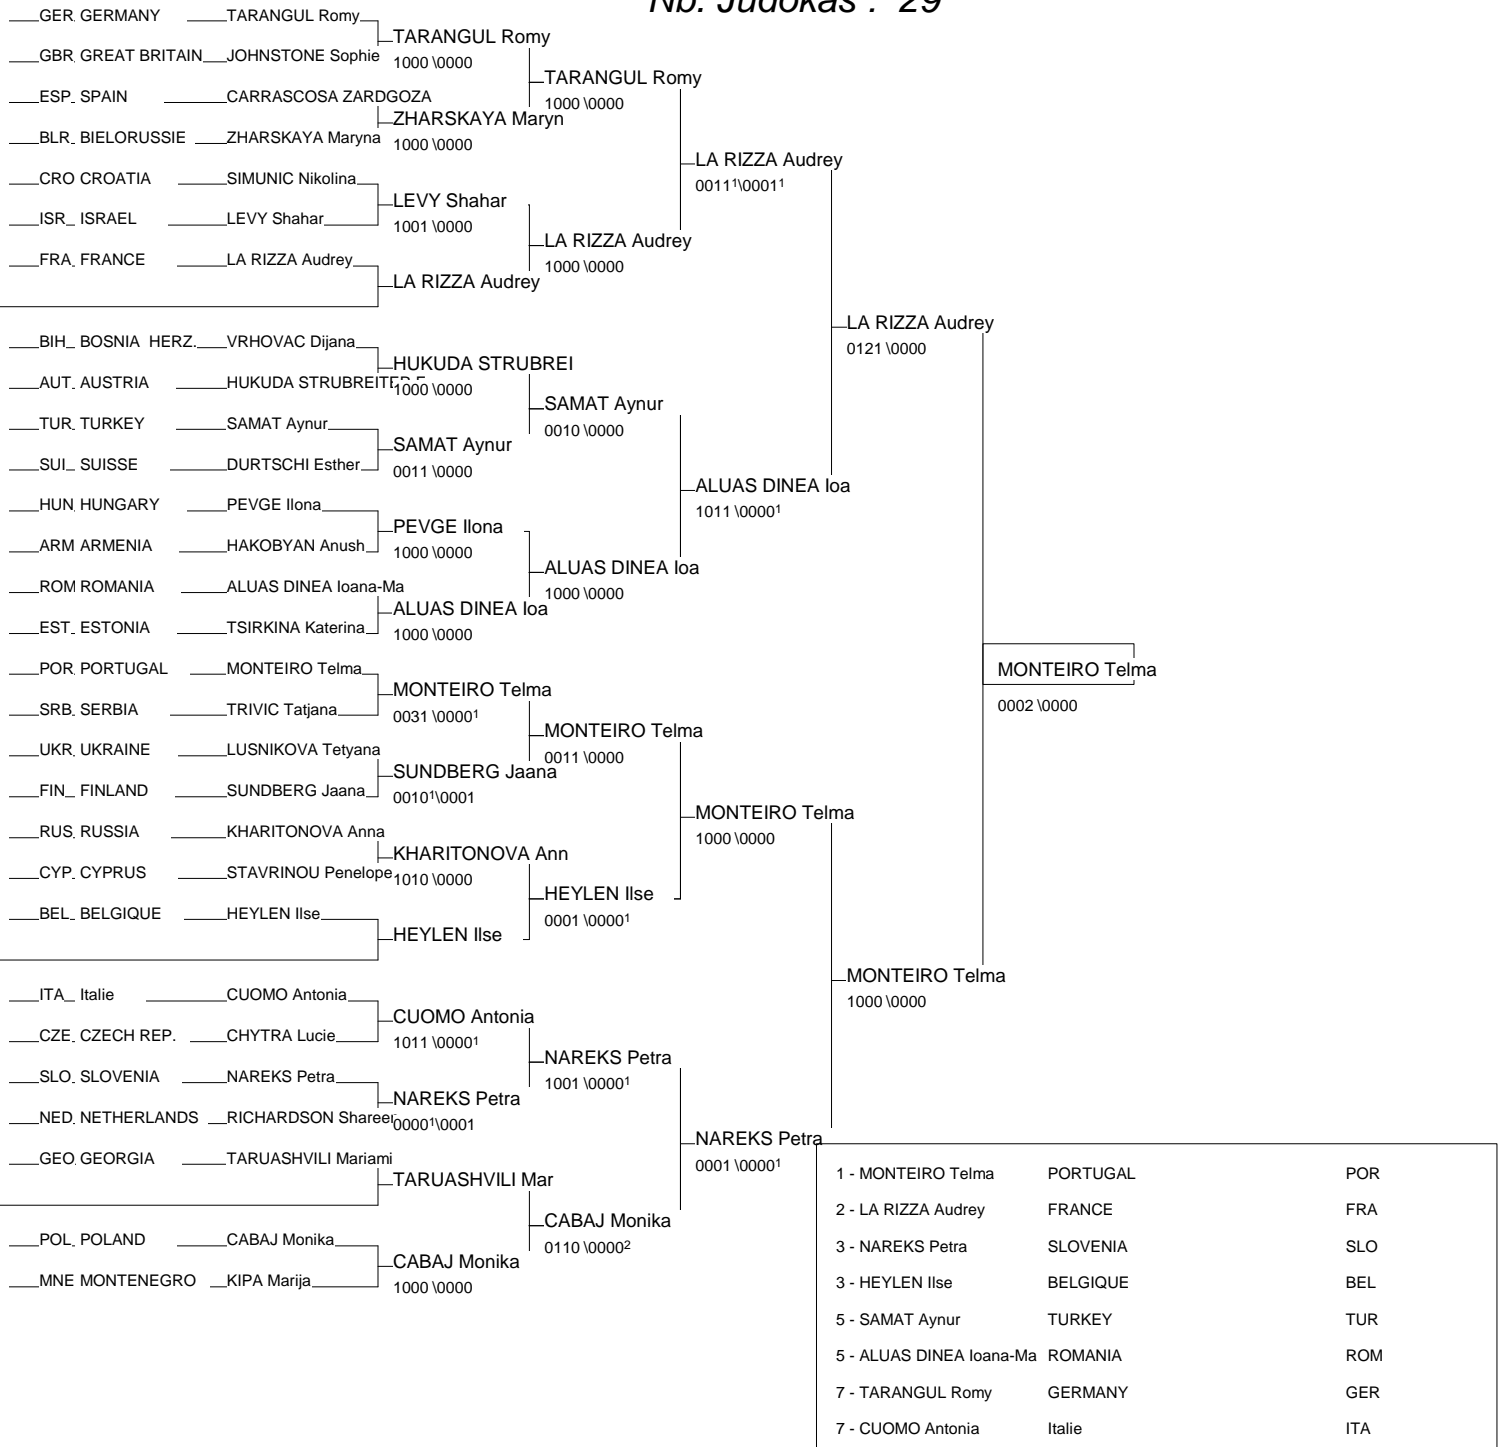 Nb. Judokas : 29
GER GERMANY TARANGUL Romy
TARANGUL Romy
GBR GREAT BRITAIN JOHNSTONE Sophie 1000 \0000
TARANGUL Romy
ESP SPAIN CARRASCOSA ZARDGOZA 1000 \0000
ZHARSKAYA Maryn
BLR BIELORUSSIE ZHARSKAYA Maryna 1000 \0000
LA RIZZA Audrey
CRO CROATIA SIMUNIC Nikolina 0011¹\0001¹
LEVY Shahar
ISR ISRAEL LEVY Shahar 1001 \0000
LA RIZZA Audrey
FRA FRANCE LA RIZZA Audrey 1000 \0000
LA RIZZA Audrey
LA RIZZA Audrey
BIH BOSNIA HERZ. VRHOVAC Dijana 0121 \0000
HUKUDA STRUBREI
AUT AUSTRIA HUKUDA STRUBREITER 1000 \0000
SAMAT Aynur
TUR TURKEY SAMAT Aynur 0010 \0000
SAMAT Aynur
SUI SUISSE DURTSCHI Esther 0011 \0000
ALUAS DINEA Ioa
HUN HUNGARY PEVGE Ilona 1011 \0000¹
PEVGE Ilona
ARM ARMENIA HAKOBYAN Anush 1000 \0000
ALUAS DINEA Ioa
ROM ROMANIA ALUAS DINEA Ioana-Ma 1000 \0000
ALUAS DINEA Ioa
EST ESTONIA TSIRKINA Katerina 1000 \0000
POR PORTUGAL MONTEIRO Telma MONTEIRO Telma
MONTEIRO Telma
SRB SERBIA TRIVIC Tatjana 0031 \0000¹ 0002 \0000
MONTEIRO Telma
UKR UKRAINE LUSNIKOVA Tetyana 0011 \0000
SUNDBERG Jaana
FIN FINLAND SUNDBERG Jaana 0010¹\0001
MONTEIRO Telma
RUS RUSSIA KHARITONOVA Anna 1000 \0000
KHARITONOVA Ann
CYP CYPRUS STAVRINOU Penelope 1010 \0000
HEYLEN Ilse
BEL BELGIQUE HEYLEN Ilse 0001 \0000¹
HEYLEN Ilse
MONTEIRO Telma
ITA Italie CUOMO Antonia 1000 \0000
CUOMO Antonia
CZE CZECH REP. CHYTRA Lucie 1011 \0000¹
NAREKS Petra
SLO SLOVENIA NAREKS Petra 1001 \0000¹
NAREKS Petra
NED NETHERLANDS RICHARDSON Shareen 0000¹\0001
NAREKS Petra
GEO GEORGIA TARUASHVILI Mariami 0001 \0000¹
TARUASHVILI Mar
CABAJ Monika
POL POLAND CABAJ Monika 0110 \0000²
CABAJ Monika
MNE MONTENEGRO KIPA Marija 1000 \0000
1 - MONTEIRO Telma PORTUGAL POR
2 - LA RIZZA Audrey FRANCE FRA
3 - NAREKS Petra SLOVENIA SLO
3 - HEYLEN Ilse BELGIQUE BEL
5 - SAMAT Aynur TURKEY TUR
5 - ALUAS DINEA Ioana-Ma ROMANIA ROM
7 - TARANGUL Romy GERMANY GER
7 - CUOMO Antonia Italie ITA